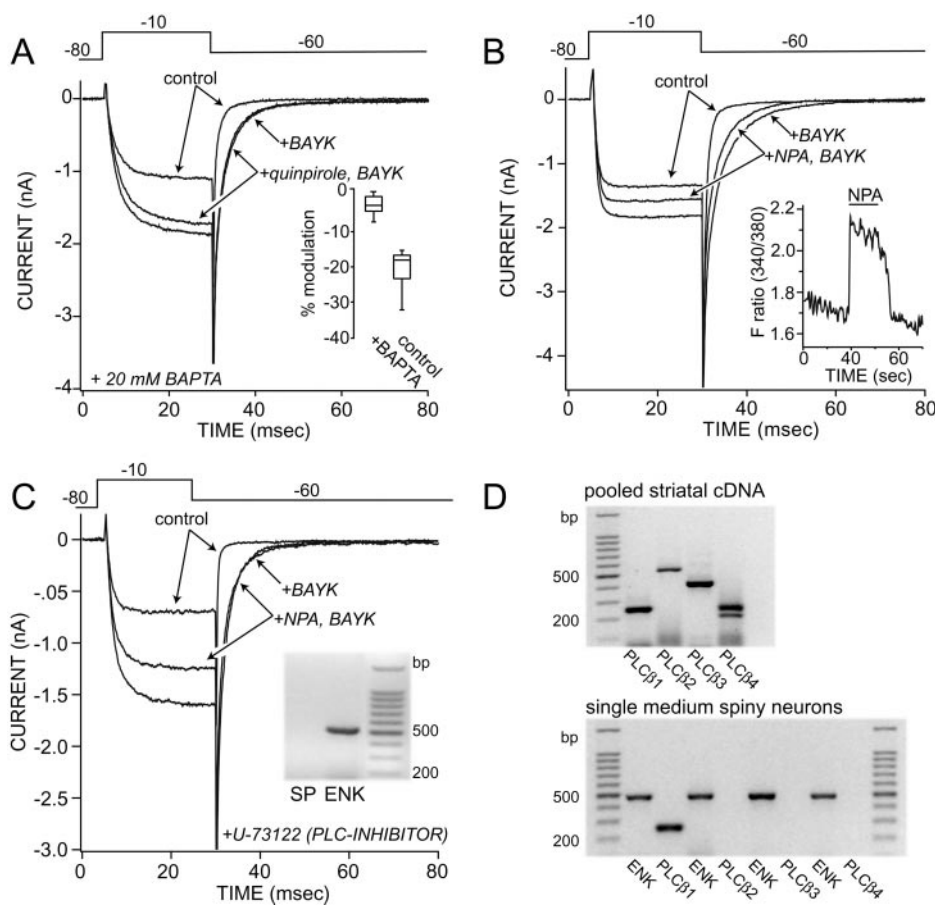 A
-80
-10
-60
control
0
-1
-2
-3
-4
CURRENT (nA)
+BAYK
+quinpirole, BAYK
% modulation
0
-10
-20
-30
-40
control
+BAPTA
+ 20 mM BAPTA
0
20
40
60
80
TIME (msec)
B
-80
-10
-60
control
0
-1
-2
-3
-4
CURRENT (nA)
+BAYK
+NPA, BAYK
NPA
F ratio (340/380)
2.2
2.0
1.8
1.6
0
20
40
60
TIME (sec)
0
20
40
60
80
TIME (msec)
C
-80
-10
-60
control
0
-.05
-1.0
-1.5
-2.0
-2.5
-3.0
CURRENT (nA)
+BAYK
+NPA, BAYK
bp
500
200
SP ENK
+U-73122 (PLC-INHIBITOR)
0
20
40
60
80
TIME (msec)
D
pooled striatal cDNA
bp
500
200
PLCβ1
PLCβ2
PLCβ3
PLCβ4
single medium spiny neurons
bp
500
200
ENK
PLCβ1
ENK
PLCβ2
ENK
PLCβ3
ENK
PLCβ4